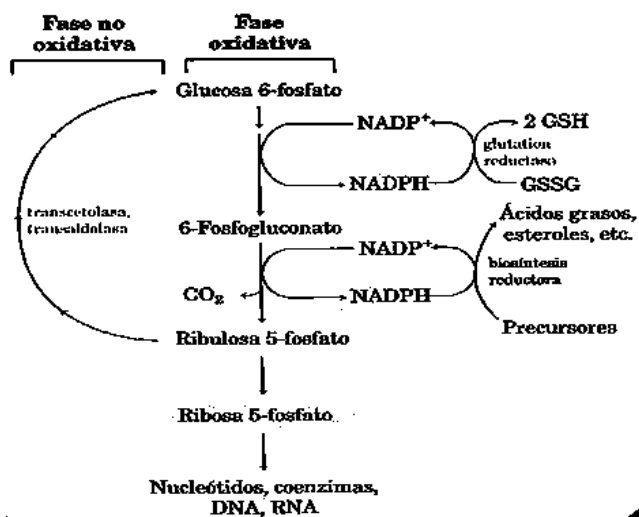 Fase no
oxidativa
Fase
oxidativa
Glucosa 6-fosfato
NADP+
2 GSH
glutation
reductasa
NADPH
GSSG
transcetolasa,
transaldolasa
6-Fosfogluconato
Ácidos grasos,
esteroles, etc.
NADP+
biosíntesis
reductora
CO₂
NADPH
Precursores
Ribulosa 5-fosfato
Ribosa 5-fosfato
Nucleótidos, coenzimas,
DNA, RNA